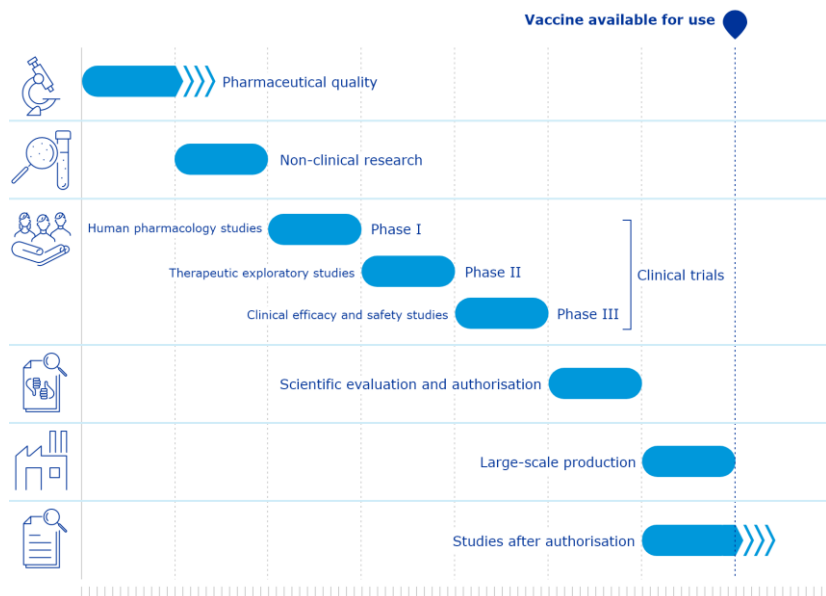 Vaccine available for use
Pharmaceutical quality
Non-clinical research
Human pharmacology studies
Phase I
Therapeutic exploratory studies
Phase II
Clinical trials
Clinical efficacy and safety studies
Phase III
Scientific evaluation and authorisation
Large-scale production
Studies after authorisation